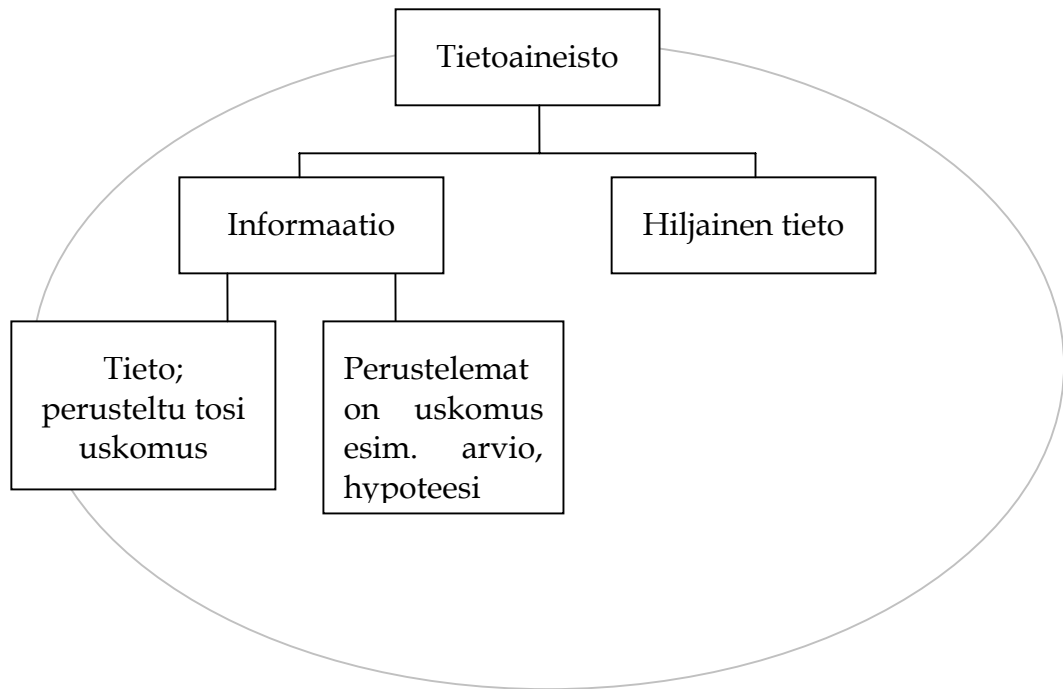 Tietoaineisto
Informaatio
Hiljainen tieto
Tieto;
perusteltu tosi
uskomus
Perustelemat
on uskomus
esim. arvio,
hypoteesi